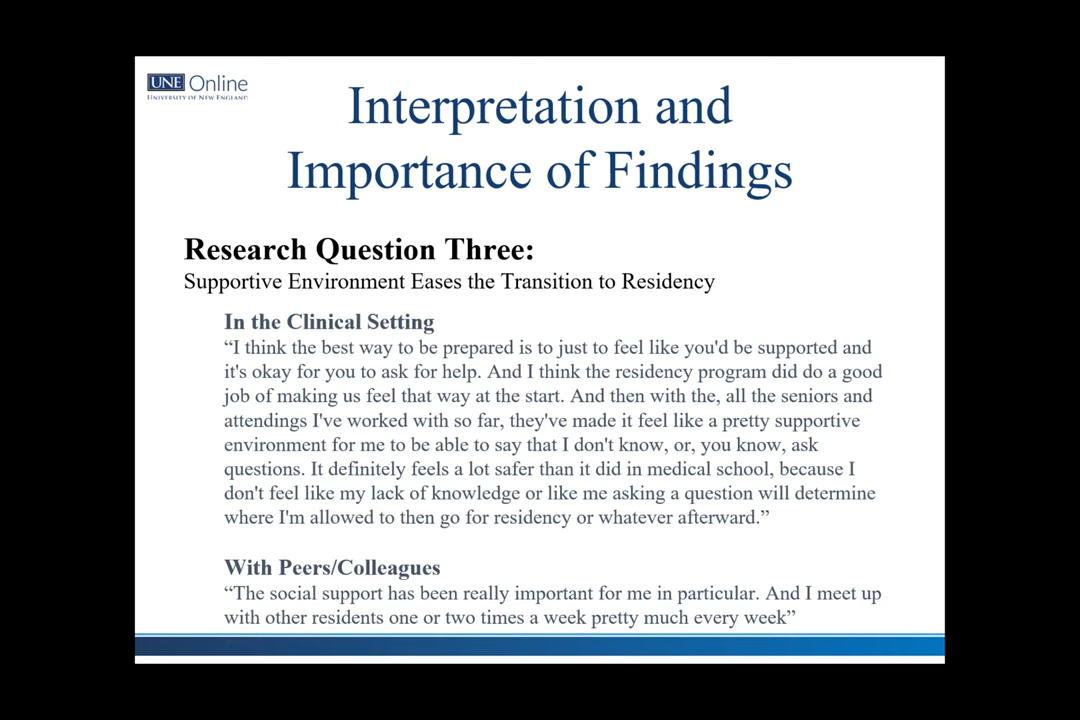 UNE Online
UNIVERSITY OF NEW ENGLAND
Interpretation and
Importance of Findings
Research Question Three:
Supportive Environment Eases the Transition to Residency
In the Clinical Setting
“I think the best way to be prepared is to just to feel like you'd be supported and
it's okay for you to ask for help. And I think the residency program did do a good
job of making us feel that way at the start. And then with the, all the seniors and
attendings I've worked with so far, they've made it feel like a pretty supportive
environment for me to be able to say that I don't know, or, you know, ask
questions. It definitely feels a lot safer than it did in medical school, because I
don't feel like my lack of knowledge or like me asking a question will determine
where I'm allowed to then go for residency or whatever afterward.”
With Peers/Colleagues
“The social support has been really important for me in particular. And I meet up
with other residents one or two times a week pretty much every week”